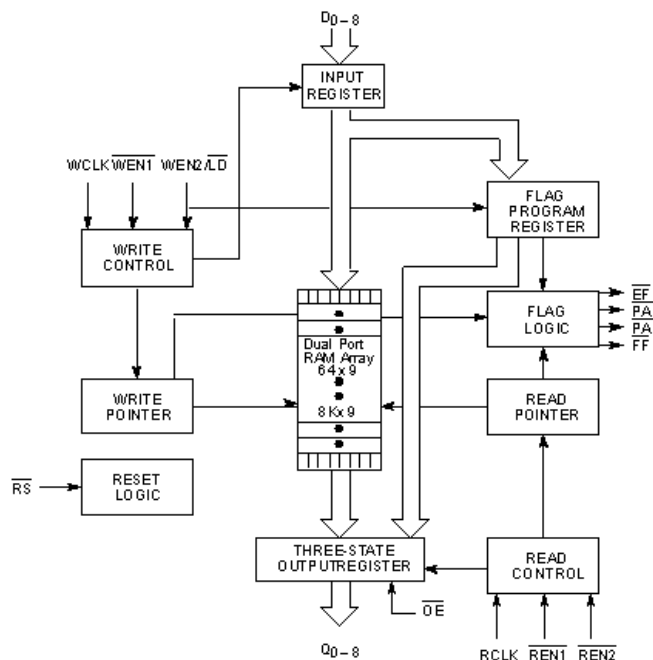 D0–8
INPUT
REGISTER
WCLK WEN1 WEN2/LD
FLAG
PROGRAM
REGISTER
WRITE
CONTROL
EF
PA
PA
FF
FLAG
LOGIC
Dual Port
RAM Array
64 x 9
8K x 9
WRITE
POINTER
READ
POINTER
RS
RESET
LOGIC
THREE-STATE
OUTPUTREGISTER
READ
CONTROL
OE
Q0–8
RCLK REN1 REN2